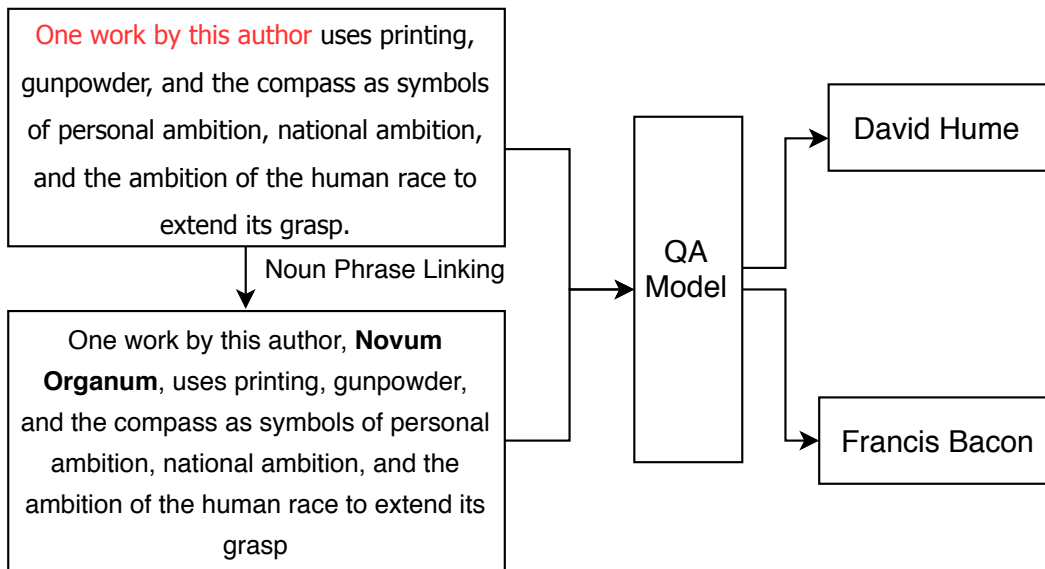 One work by this author uses printing,
gunpowder, and the compass as symbols
of personal ambition, national ambition,
and the ambition of the human race to
extend its grasp.
Noun Phrase Linking
One work by this author, Novum
Organum, uses printing, gunpowder,
and the compass as symbols of personal
ambition, national ambition, and the
ambition of the human race to extend its
grasp
QA
Model
David Hume
Francis Bacon